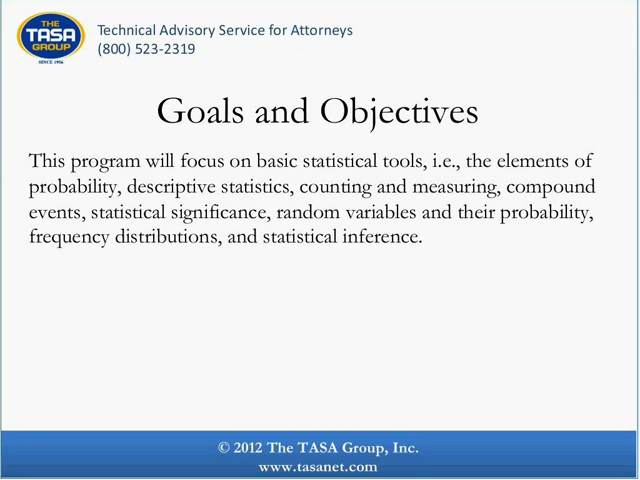 THE
TASA
GROUP
SINCE 1956
Technical Advisory Service for Attorneys
(800) 523-2319
Goals and Objectives
This program will focus on basic statistical tools, i.e., the elements of
probability, descriptive statistics, counting and measuring, compound
events, statistical significance, random variables and their probability,
frequency distributions, and statistical inference.
© 2012 The TASA Group, Inc.
www.tasanet.com